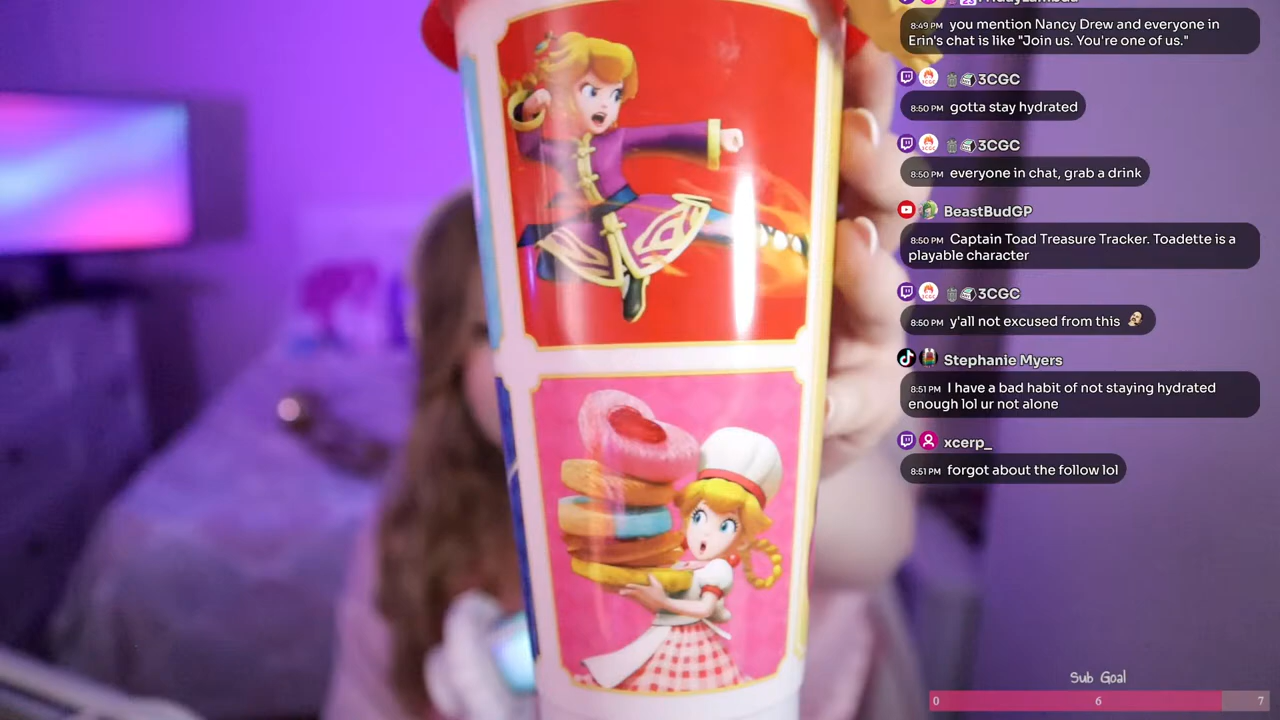 8:49 PM you mention Nancy Drew and everyone in
Erin's chat is like "Join us. You're one of us."
3CGC
8:50 PM gotta stay hydrated
3CGC
8:50 PM everyone in chat, grab a drink
BeastBudGP
8:50 PM Captain Toad Treasure Tracker. Toadette is a
playable character
3CGC
8:50 PM y'all not excused from this
Stephanie Myers
8:51 PM I have a bad habit of not staying hydrated
enough lol ur not alone
xcerp_
8:51 PM forgot about the follow lol
Sub Goal
0 6 7